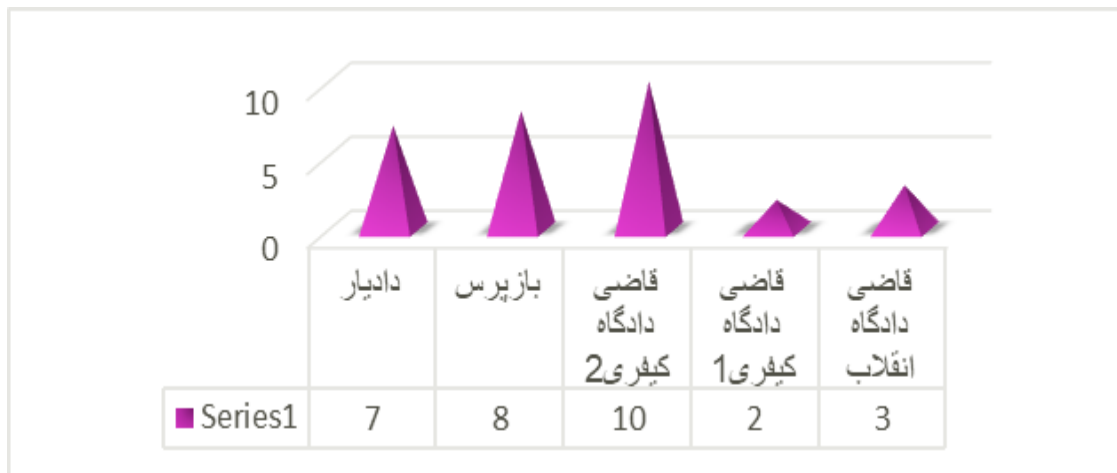 10
5
0
دادیار
بازپرس
قاضی
دادگاه
کیفری2
قاضی
دادگاه
کیفری1
قاضی
دادگاه
انقلاب
Series1 7 8 10 2 3